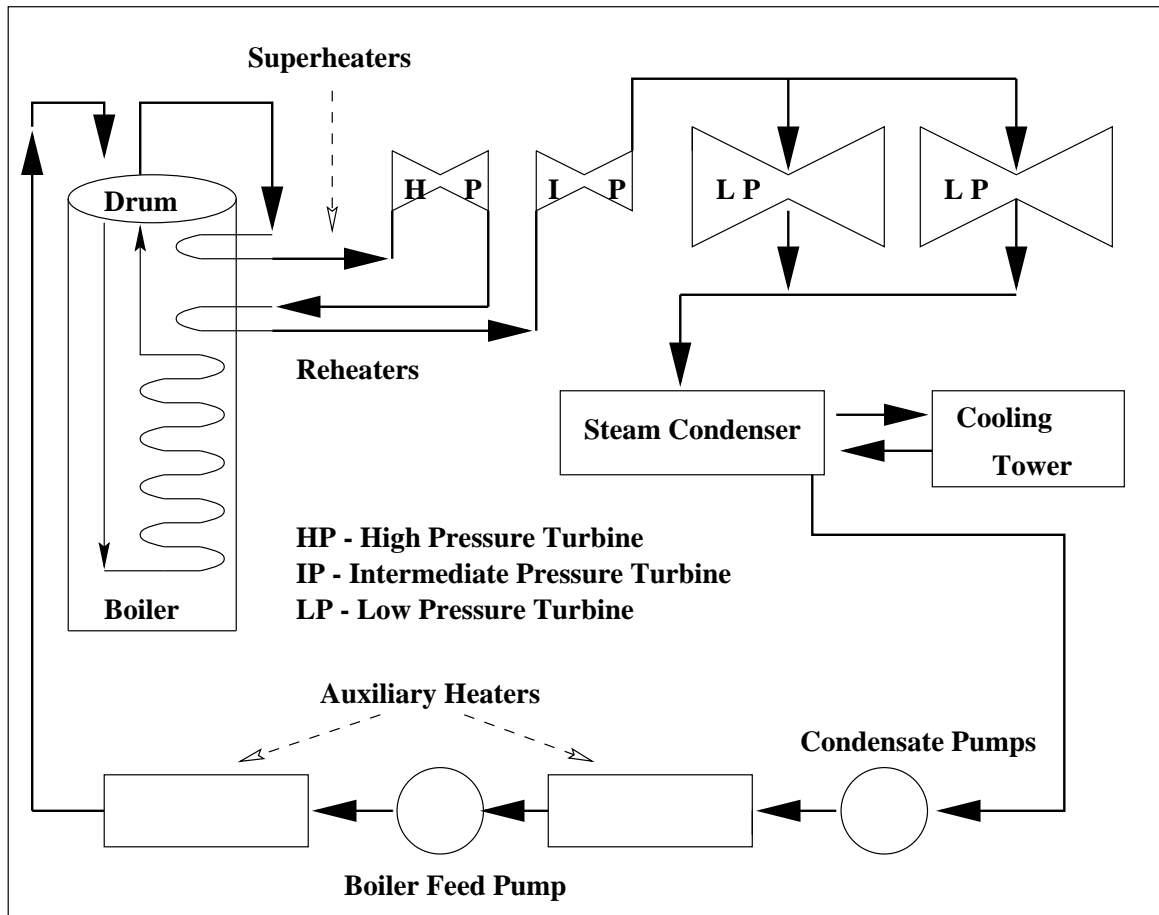 Superheaters
Drum
H P
I P
L P
L P
Reheaters
Steam Condenser
Cooling
Tower
HP - High Pressure Turbine
IP - Intermediate Pressure Turbine
LP - Low Pressure Turbine
Boiler
Auxiliary Heaters
Condensate Pumps
Boiler Feed Pump